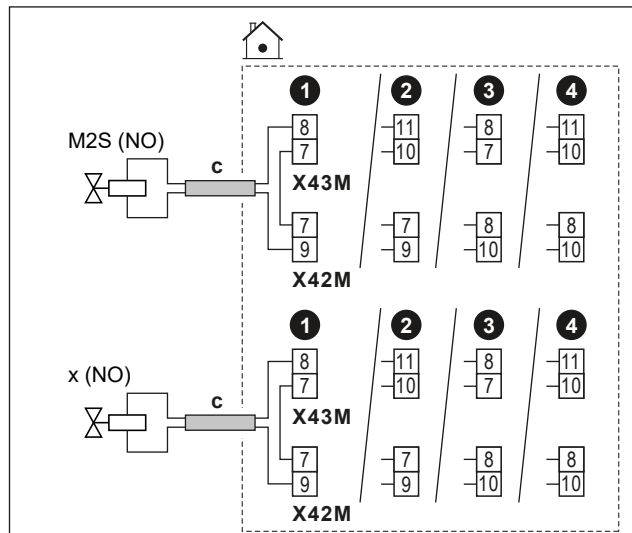 1 2 3 4
M2S (NO)
c
8 11 8 11
7 10 7 10
X43M
7 7 8 8
9 9 10 10
X42M
1 2 3 4
x (NO)
c
8 11 8 11
7 10 7 10
X43M
7 7 8 8
9 9 10 10
X42M